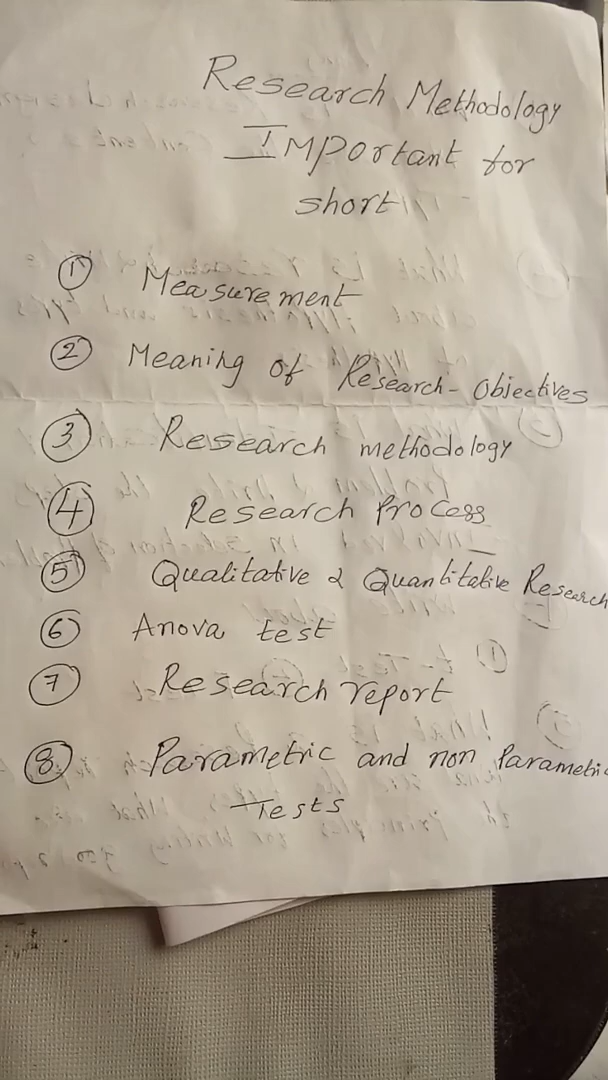 Research Methodology
Important for
short
① Measurement
② Meaning of Research - Objectives
③ Research methodology
④ Research Process
⑤ Qualitative & Quantitative Research
⑥ Anova test
⑦ Research report
⑧ Parametric and non Parametric
Tests